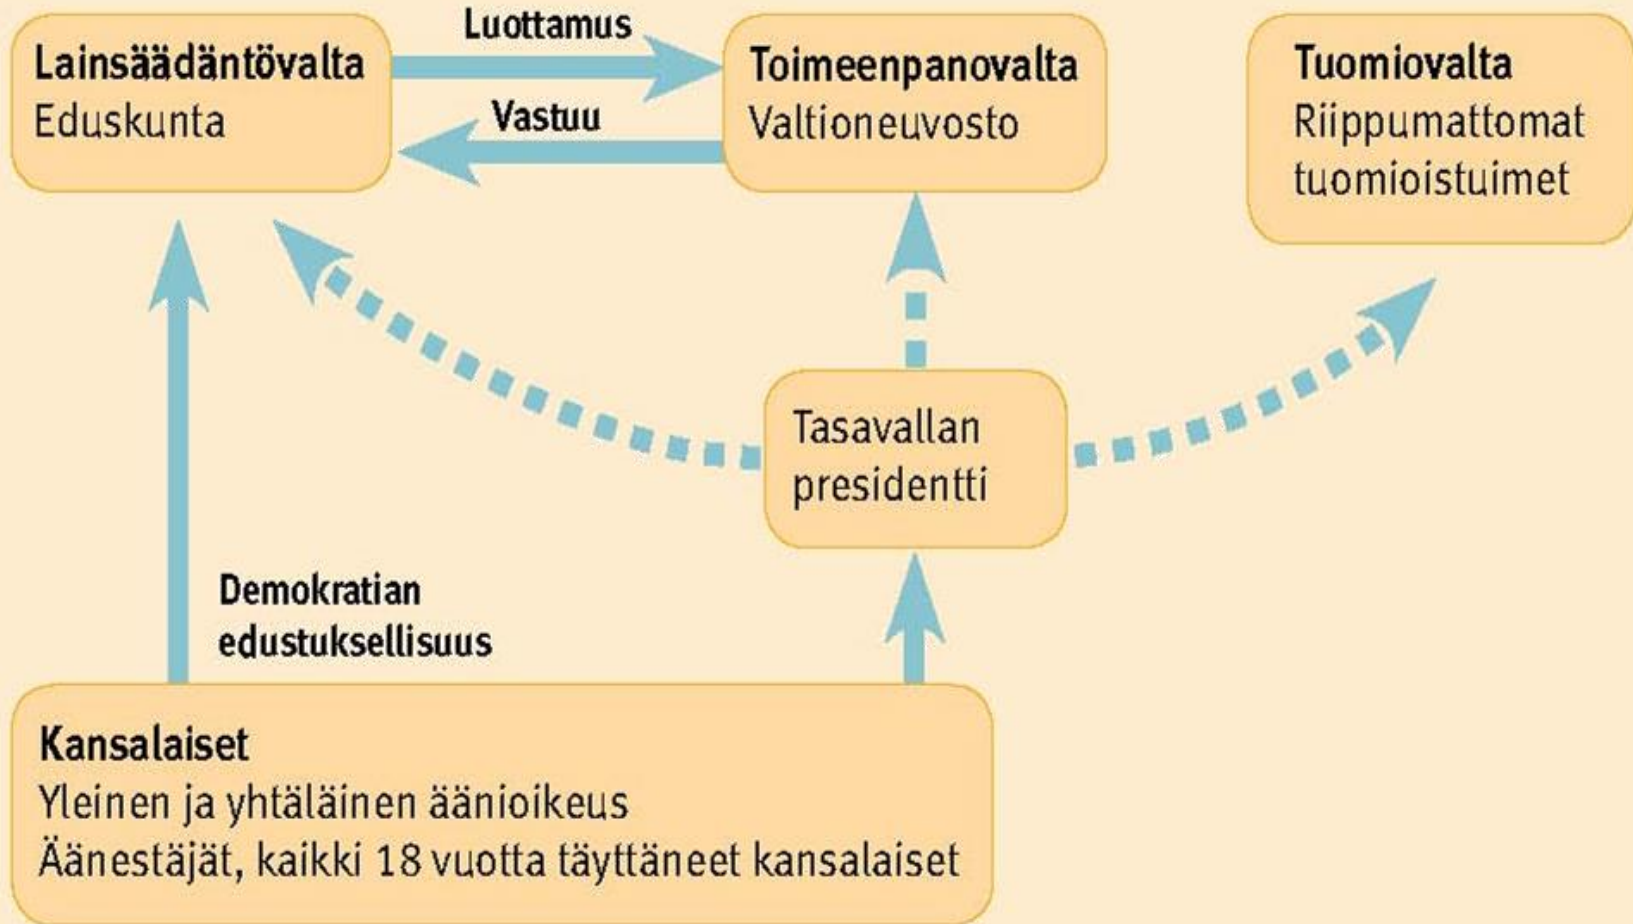 Lainsäädäntövalta
Eduskunta
Luottamus
Vastuu
Toimeenpanovalta
Valtioneuvosto
Tuomiovalta
Riippumattomat
tuomioistuimet
Tasavallan
presidentti
Demokratian
edustuksellisuus
Kansalaiset
Yleinen ja yhtäläinen äänioikeus
Äänestäjät, kaikki 18 vuotta täyttäneet kansalaiset